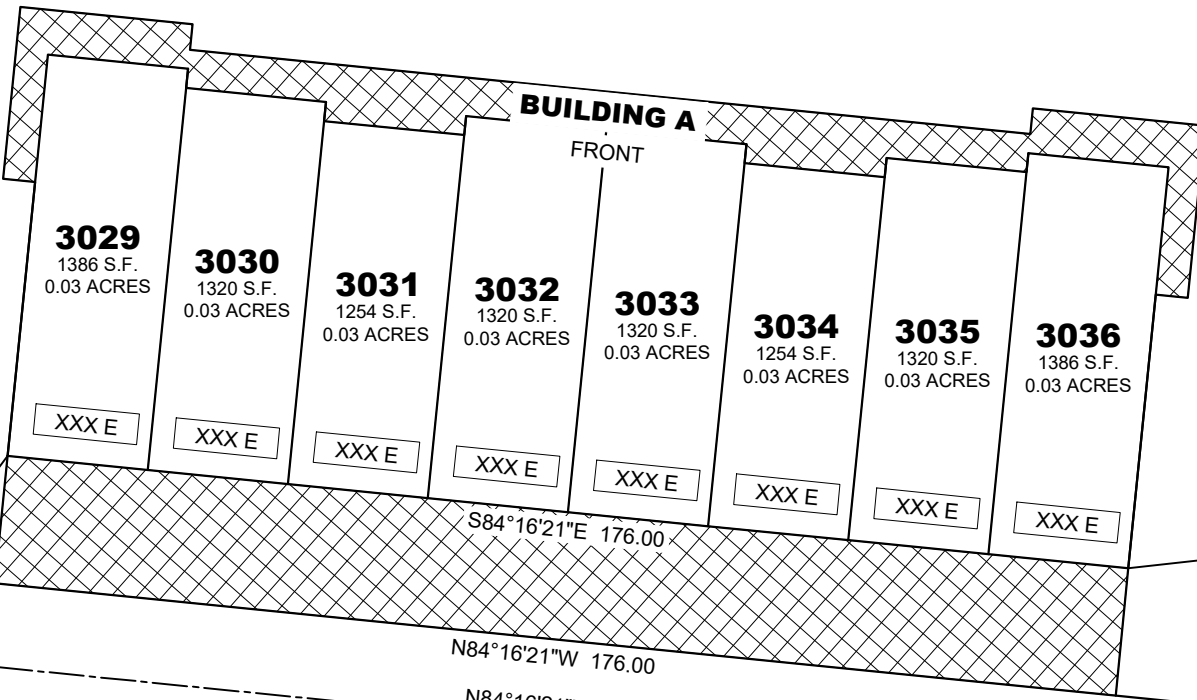 BUILDING A
FRONT
3029
1386 S.F.
0.03 ACRES
3030
1320 S.F.
0.03 ACRES
3031
1254 S.F.
0.03 ACRES
3032
1320 S.F.
0.03 ACRES
3033
1320 S.F.
0.03 ACRES
3034
1254 S.F.
0.03 ACRES
3035
1320 S.F.
0.03 ACRES
3036
1386 S.F.
0.03 ACRES
XXX E
XXX E
XXX E
XXX E
XXX E
XXX E
XXX E
XXX E
S84°16'21"E 176.00
N84°16'21"W 176.00